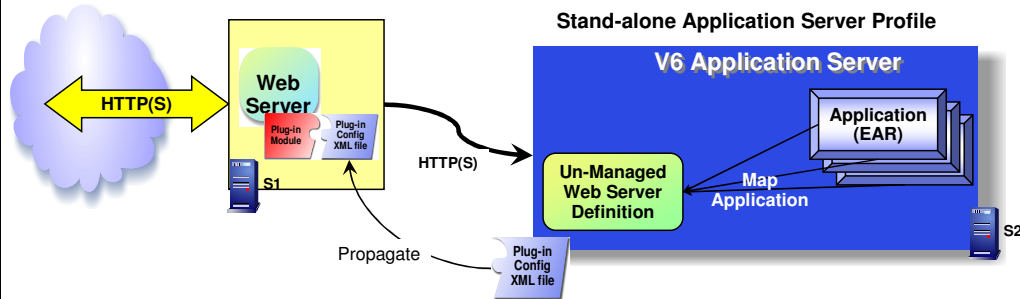 Stand-alone Application Server Profile
V6 Application Server
HTTP(S)
Web
Server
Plug-in
Module
Plug-in
Config
XML file
S1
HTTP(S)
Application
(EAR)
Un-Managed
Web Server
Definition
Map
Application
S2
Propagate
Plug-in
Config
XML file